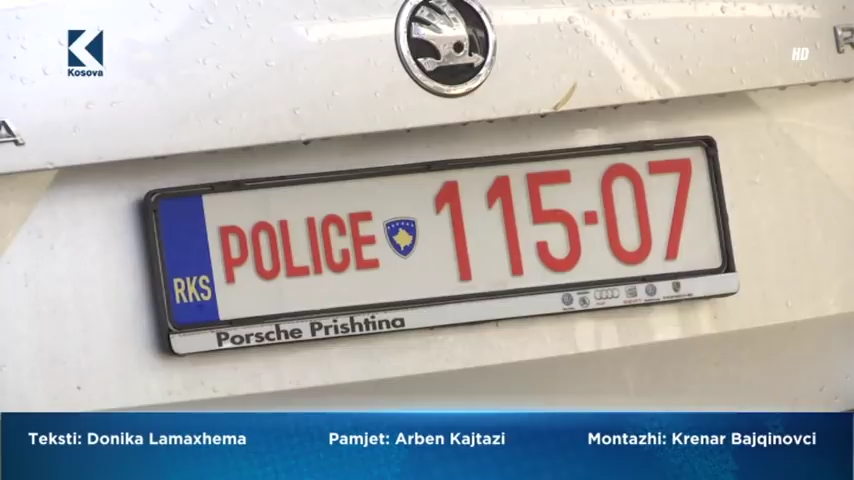 Kosova
HD
R
A
POLICE 115-07
RKS
Porsche Prishtina
Teksti: Donika Lamaxhema
Pamjet: Arben Kajtazi
Montazhi: Krenar Bajqinovci